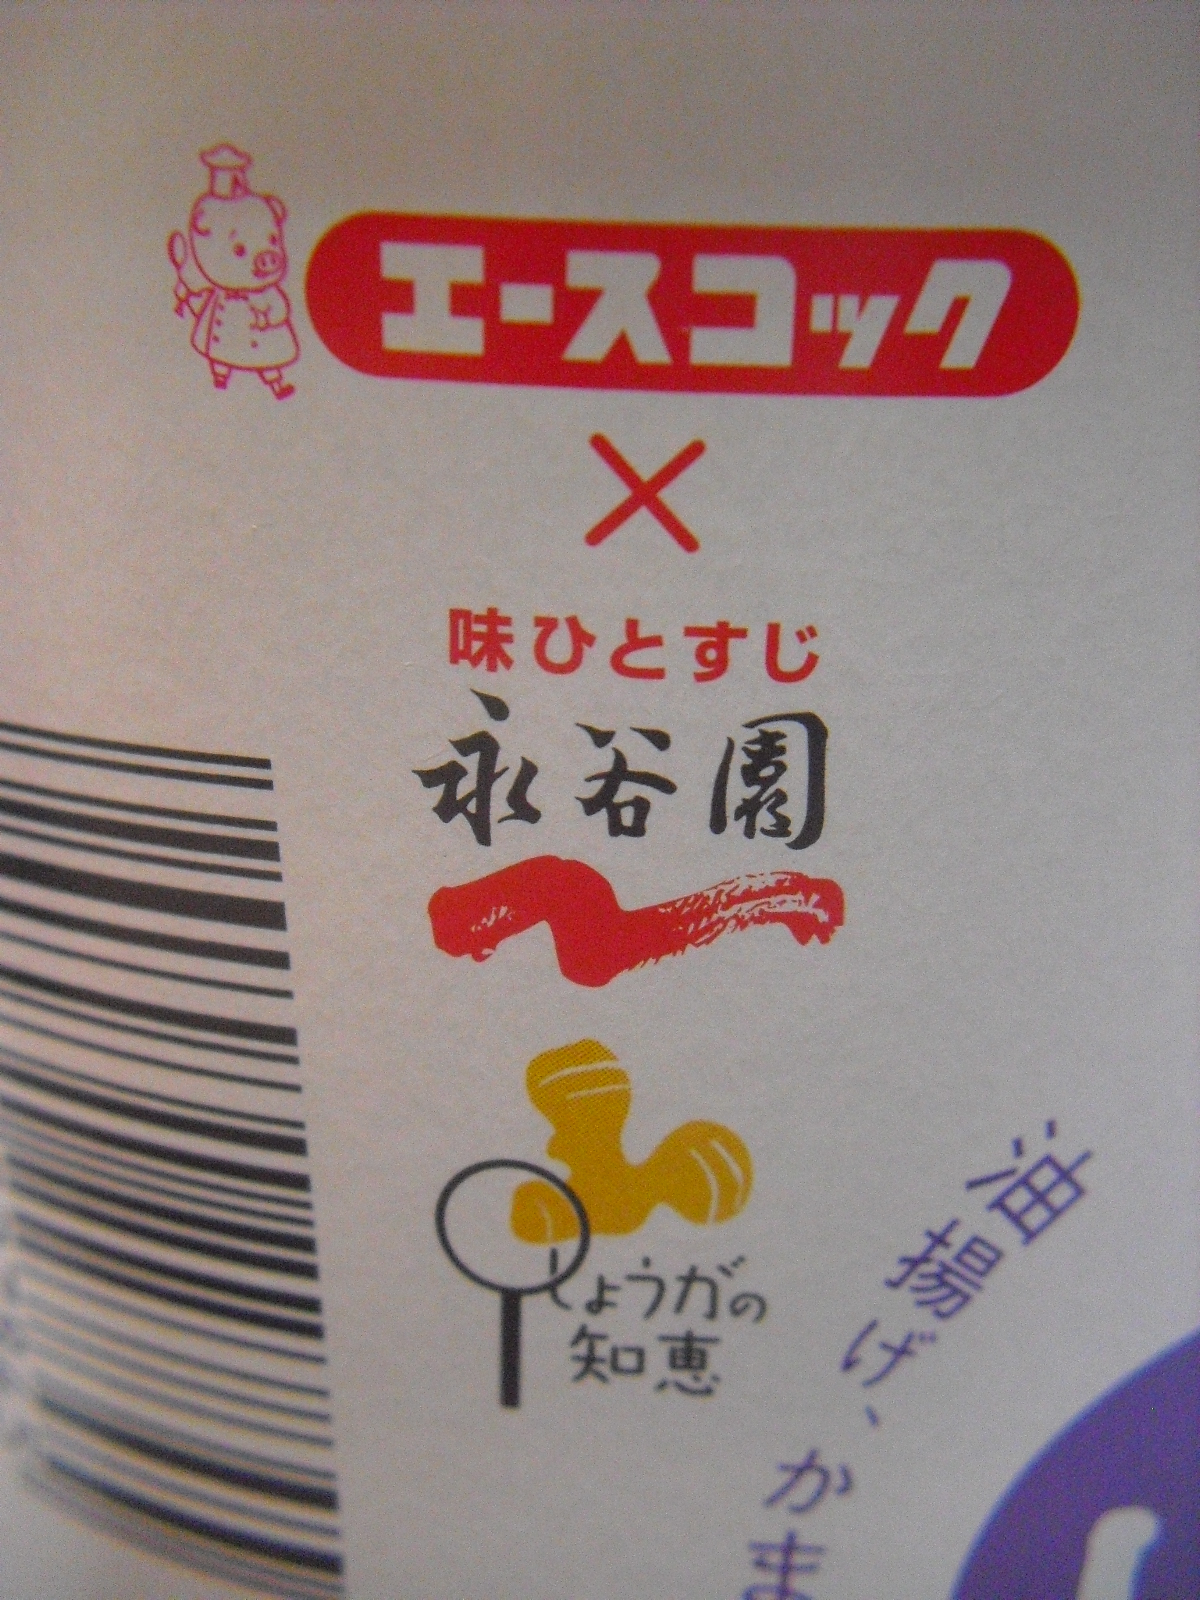 エースコック
×
味ひとすじ
永谷園
しょうがの
知恵
油揚げ、かま